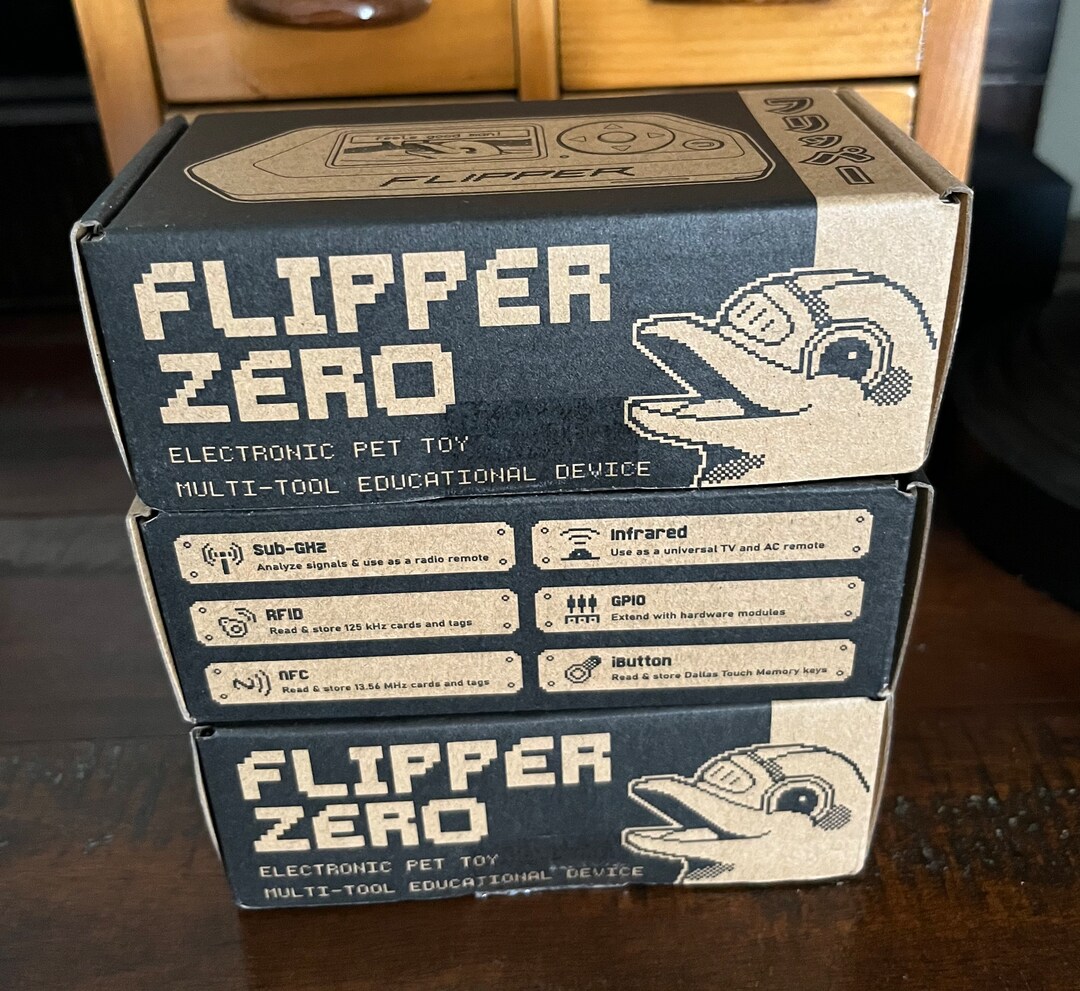 feels good man!
FLIPPER
フリッパー
FLIPPER
ZERO
ELECTRONIC PET TOY
MULTI-TOOL EDUCATIONAL DEVICE
Sub-GHz
Analyze signals & use as a radio remote
Infrared
Use as a universal TV and AC remote
RFID
Read & store 125 kHz cards and tags
GPIO
Extend with hardware modules
NFC
Read & store 13.56 MHz cards and tags
iButton
Read & store Dallas Touch Memory keys
FLIPPER
ZERO
ELECTRONIC PET TOY
MULTI-TOOL EDUCATIONAL DEVICE